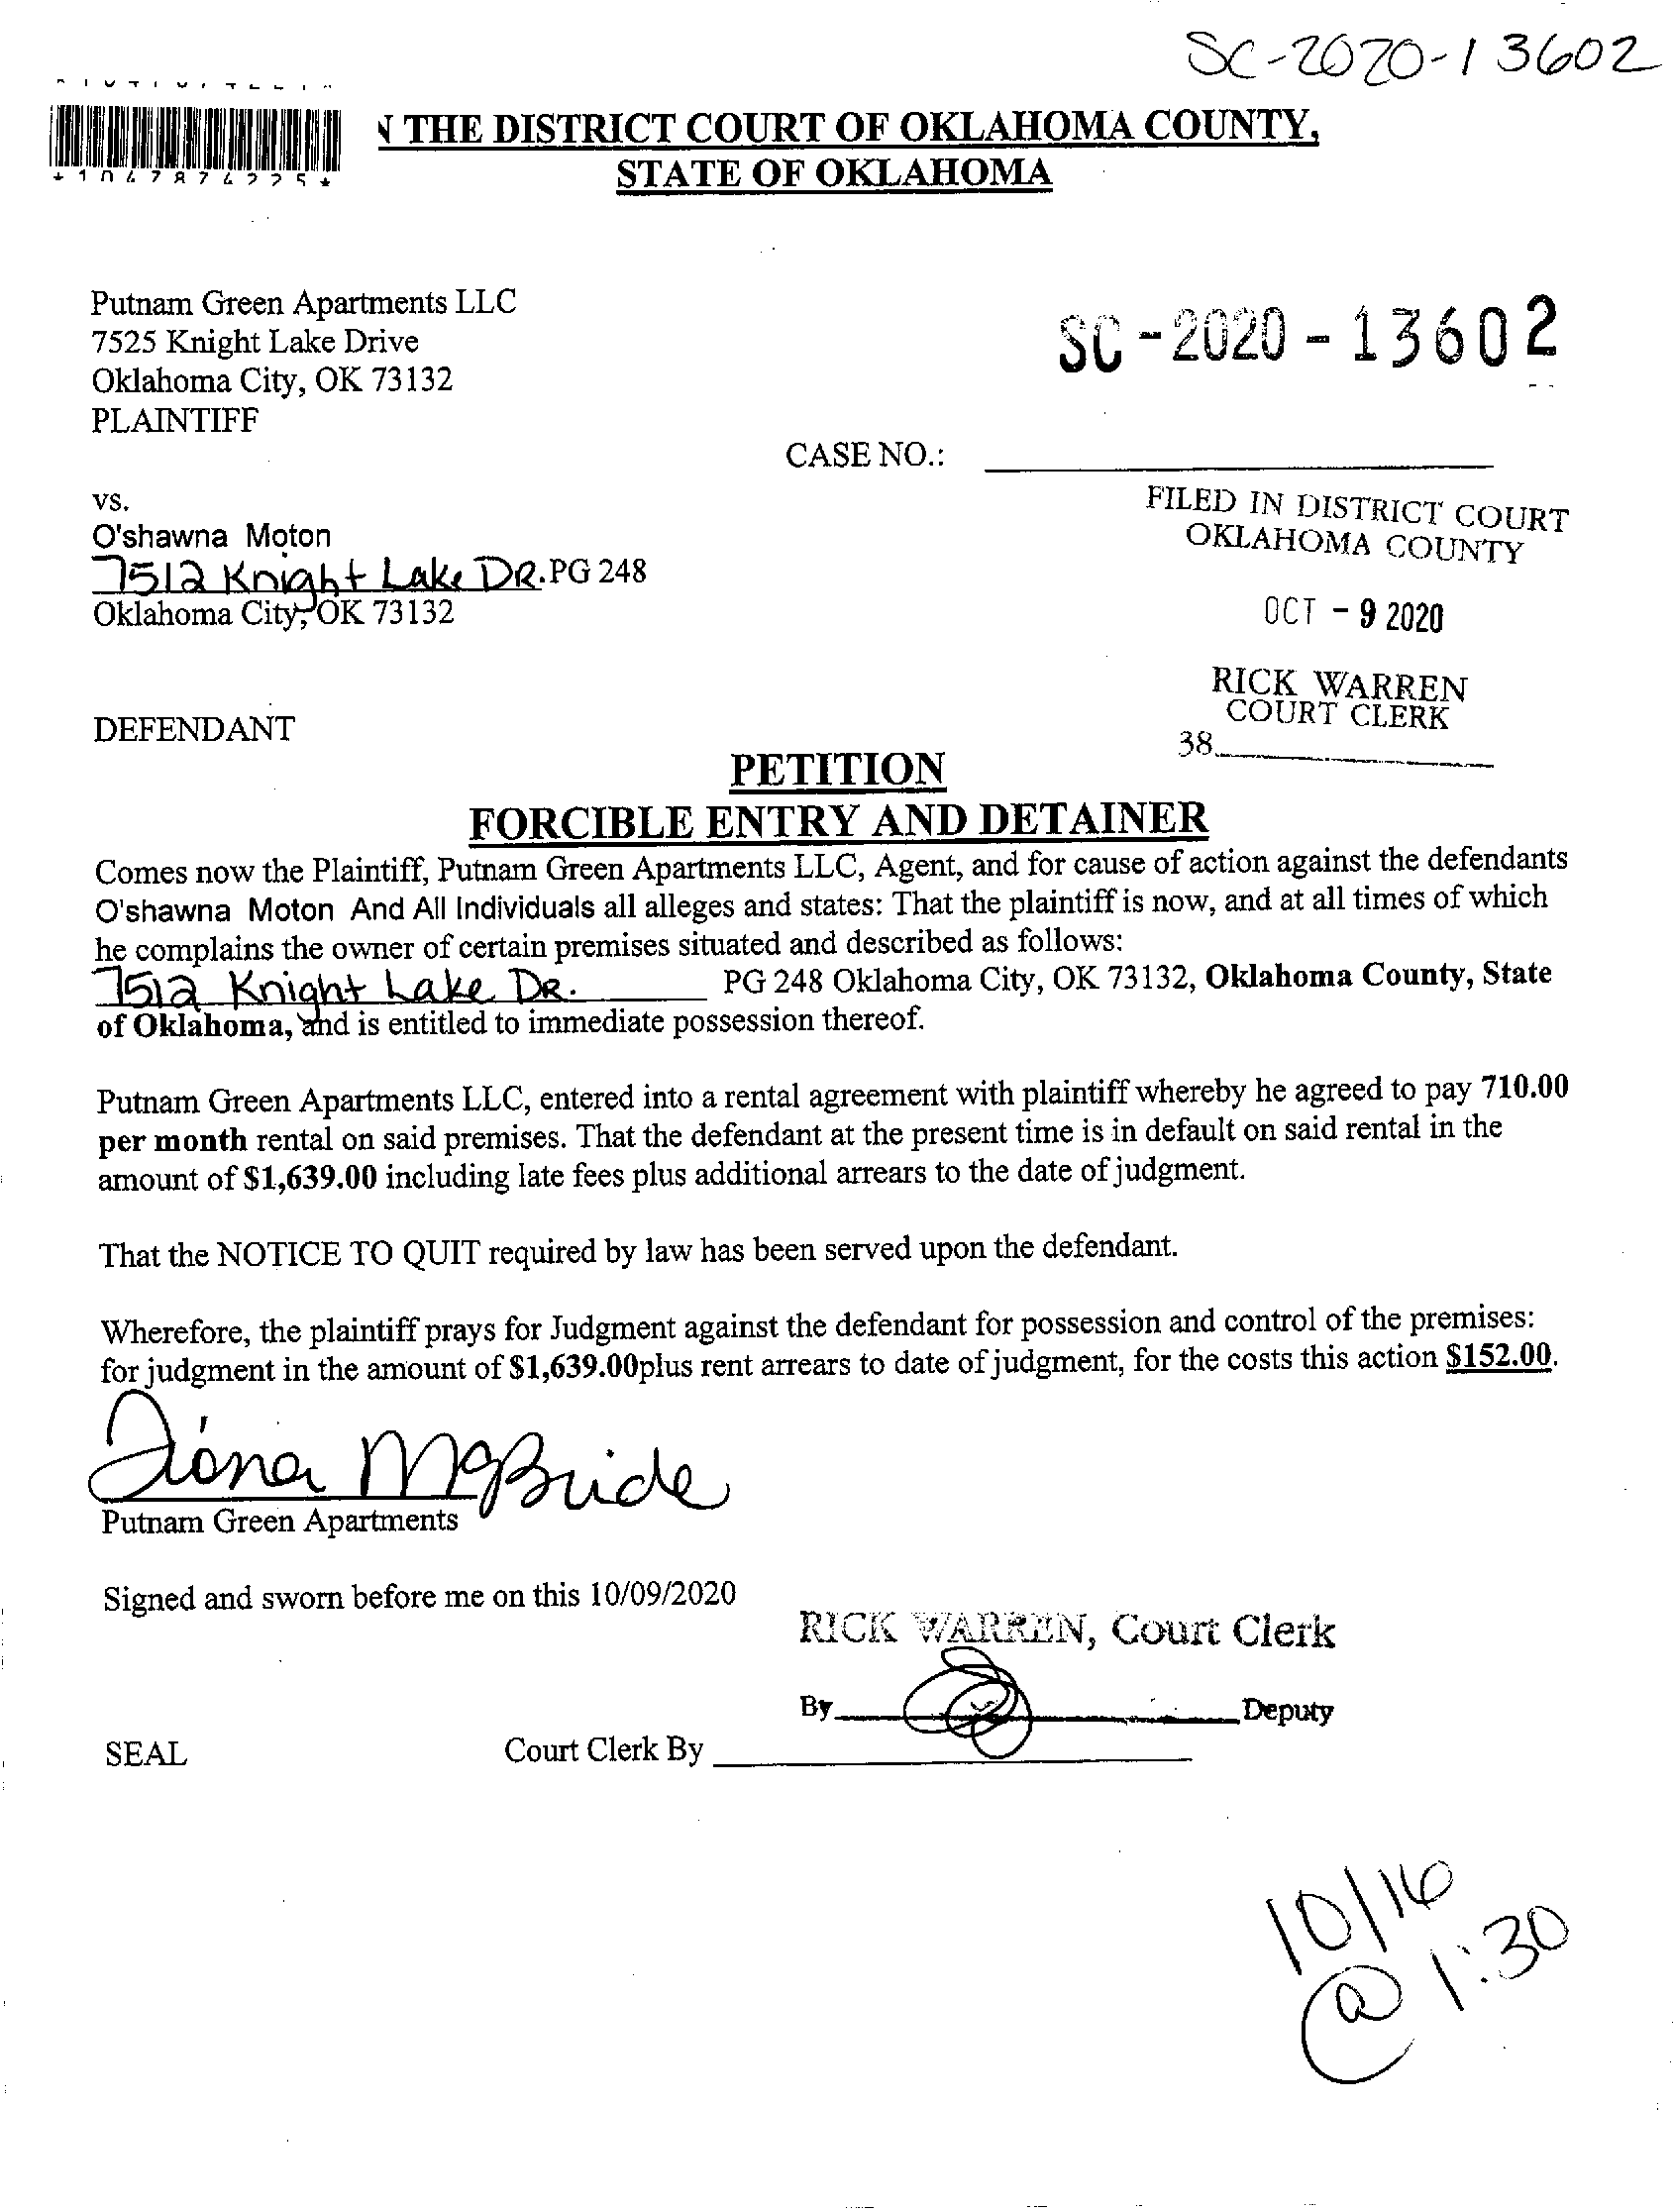 SC-2020-13602
THE DISTRICT COURT OF OKLAHOMA COUNTY,
STATE OF OKLAHOMA
Putnam Green Apartments LLC
7525 Knight Lake Drive
Oklahoma City, OK 73132
PLAINTIFF
SC-2020-13602
CASE NO.:
vs.
O'shawna Moton
7512 Knight Lake DR. PG 248
Oklahoma City, OK 73132
FILED IN DISTRICT COURT
OKLAHOMA COUNTY
OCT - 9 2020
RICK WARREN
COURT CLERK
38
DEFENDANT
PETITION
FORCIBLE ENTRY AND DETAINER
Comes now the Plaintiff, Putnam Green Apartments LLC, Agent, and for cause of action against the defendants
O'shawna Moton And All Individuals all alleges and states: That the plaintiff is now, and at all times of which
he complains the owner of certain premises situated and described as follows:
7512 Knight Lake DR. PG 248 Oklahoma City, OK 73132, Oklahoma County, State
of Oklahoma, and is entitled to immediate possession thereof.
Putnam Green Apartments LLC, entered into a rental agreement with plaintiff whereby he agreed to pay 710.00
per month rental on said premises. That the defendant at the present time is in default on said rental in the
amount of $1,639.00 including late fees plus additional arrears to the date of judgment.
That the NOTICE TO QUIT required by law has been served upon the defendant.
Wherefore, the plaintiff prays for Judgment against the defendant for possession and control of the premises:
for judgment in the amount of $1,639.00plus rent arrears to date of judgment, for the costs this action $152.00.
McBride
Putnam Green Apartments
Signed and sworn before me on this 10/09/2020
RICK WARREN, Court Clerk
By Deputy
SEAL Court Clerk By
10/16
@ 1:30